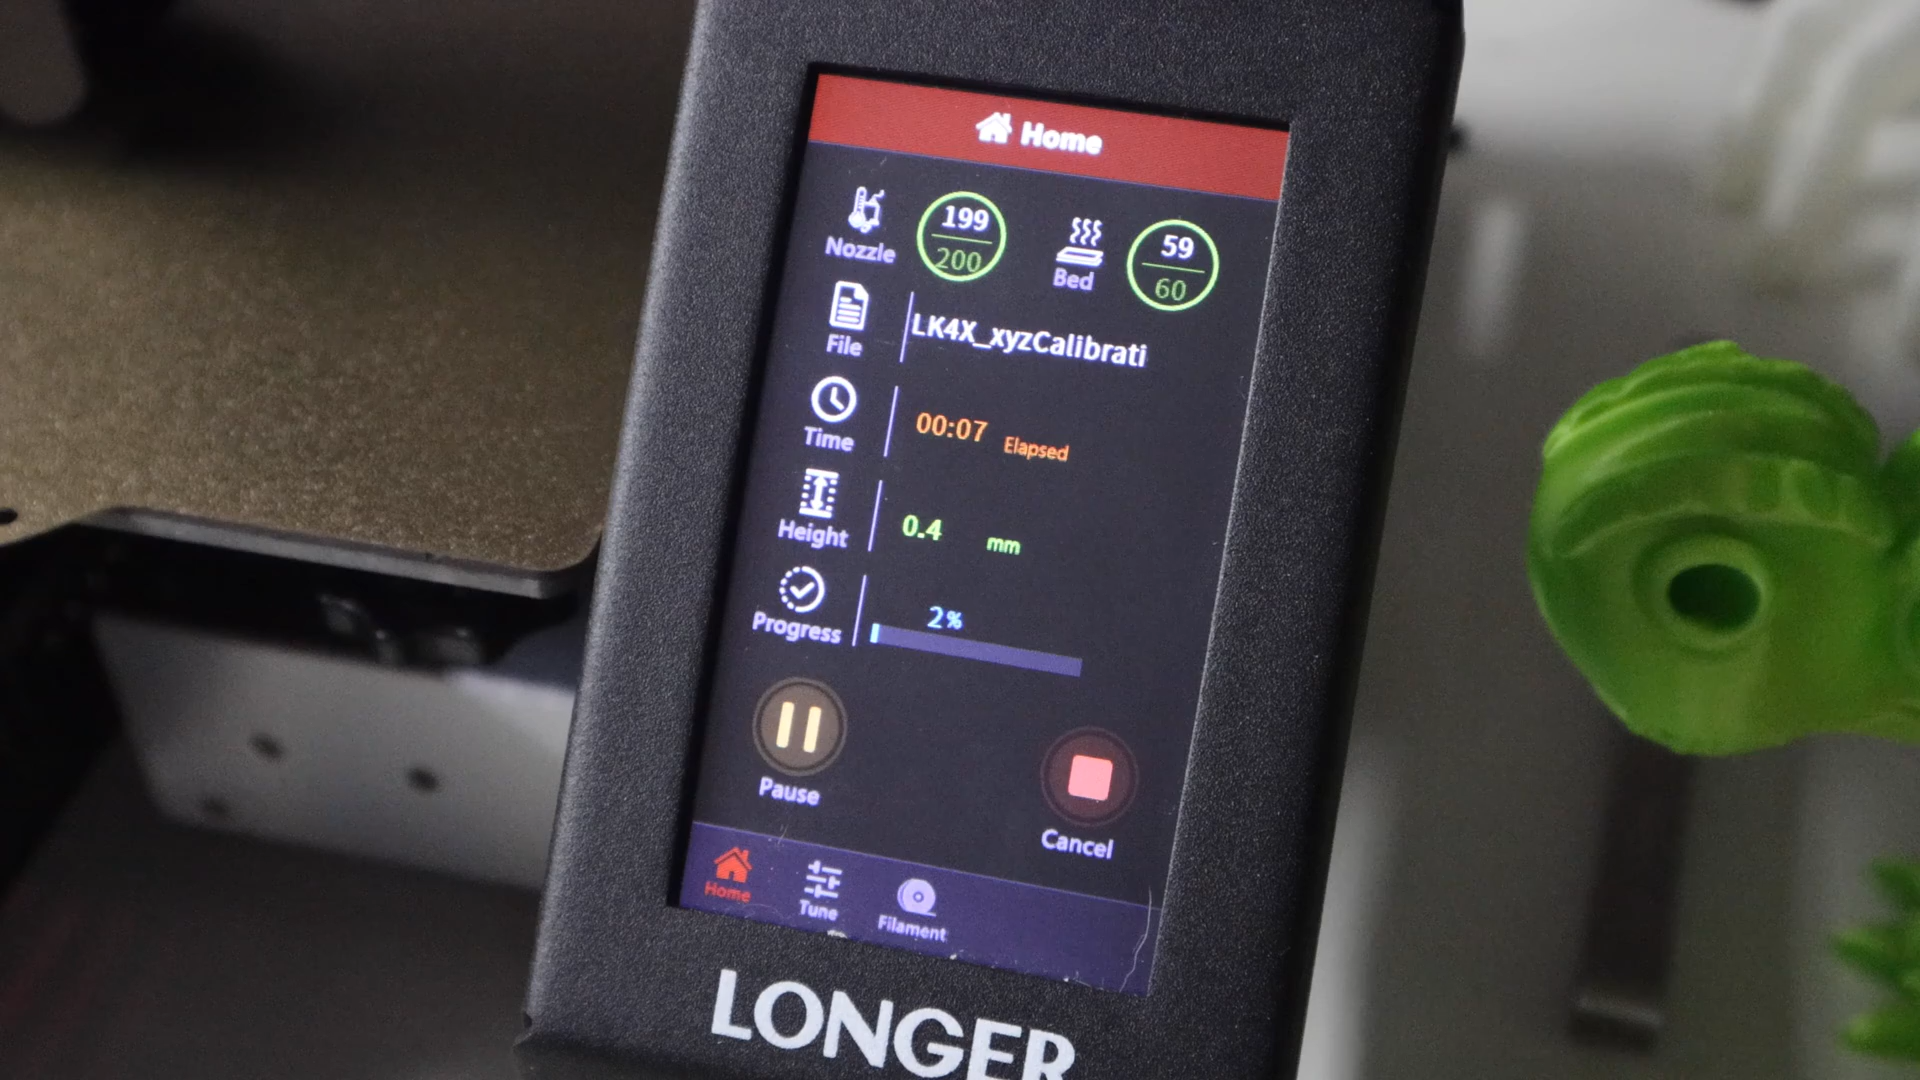 Home
Nozzle 199 200 Bed 59 60
File LK4X_xyzCalibrati
Time 00:07 Elapsed
Height 0.4 mm
Progress 2%
Pause Cancel
Home Tune Filament
LONGER